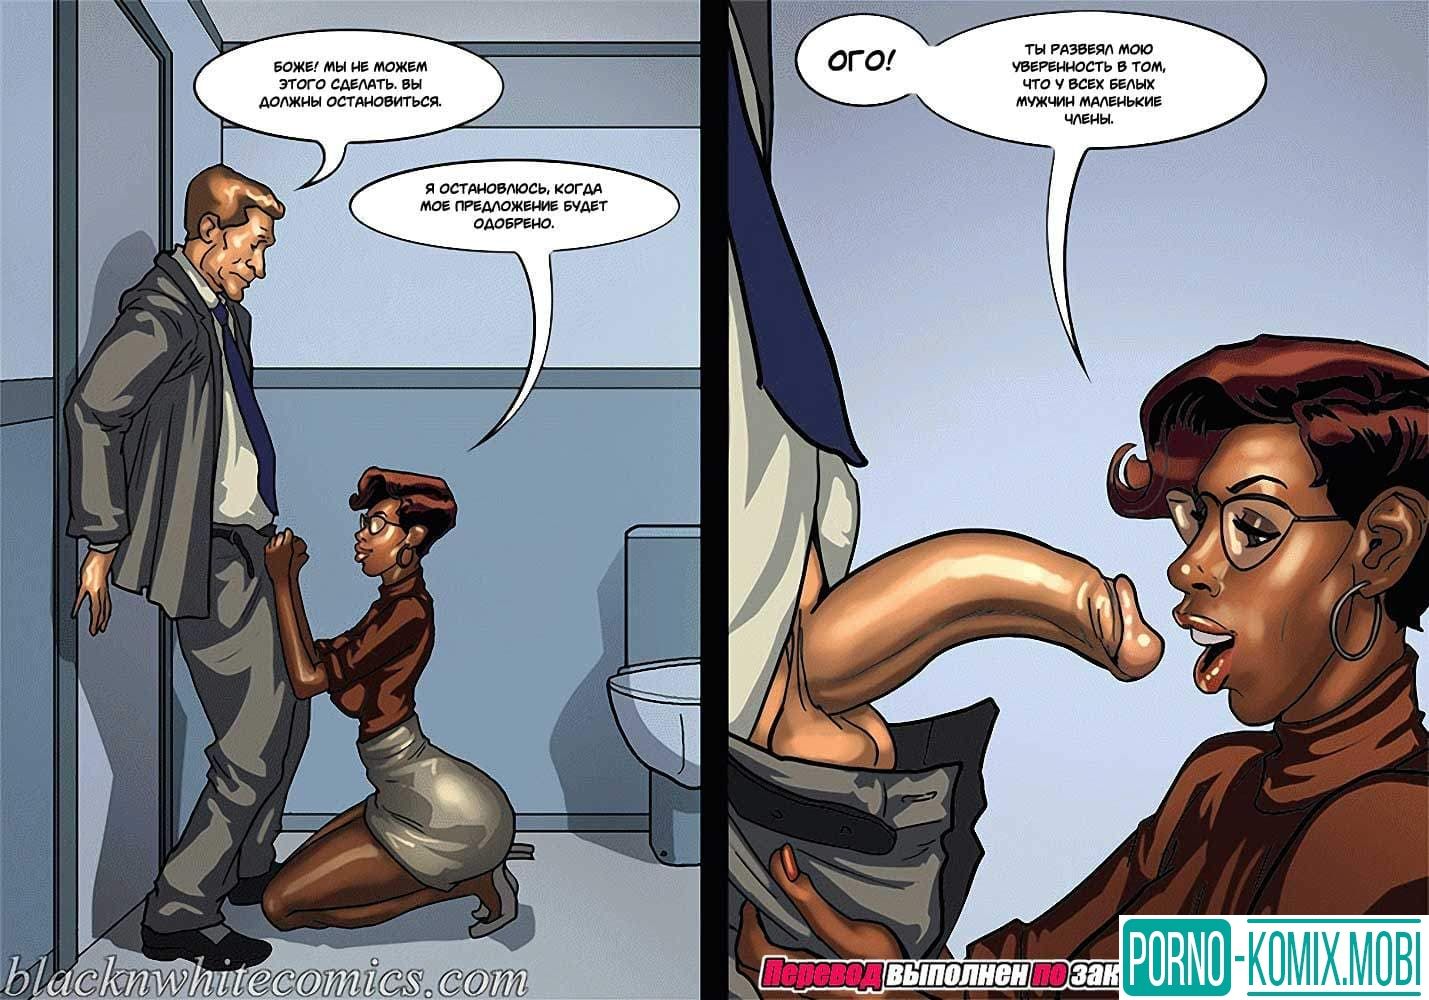 БОЖЕ! МЫ НЕ МОЖЕМ
ЭТОГО СДЕЛАТЬ. ВЫ
ДОЛЖНЫ ОСТАНОВИТЬСЯ.
Я ОСТАНОВЛЮСЬ, КОГДА
МОЕ ПРЕДЛОЖЕНИЕ БУДЕТ
ОДОБРЕНО.
ОГО!
ТЫ РАЗВЕЯЛ МОЮ
УВЕРЕННОСТЬ В ТОМ,
ЧТО У ВСЕХ БЕЛЫХ
МУЖЧИН МАЛЕНЬКИЕ
ЧЛЕНЫ.
blacknwhitecomics.com
Перевод выполнен по зак
PORNO-KOMIX.MOBI